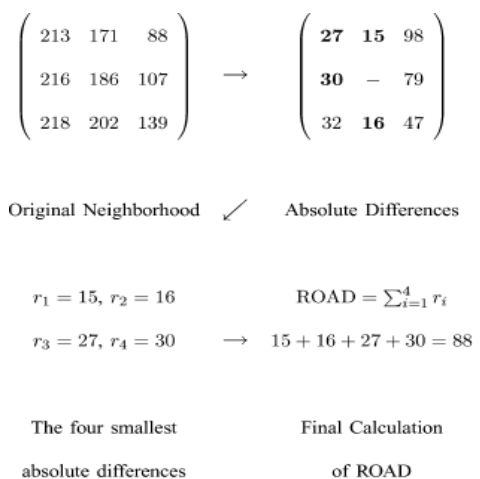 213 171 88 → 27 15 98
216 186 107 30 – 79
218 202 139 32 16 47
Original Neighborhood ↙ Absolute Differences
r₁ = 15, r₂ = 16 ROAD = ∑⁴ᵢ₌₁ rᵢ
r₃ = 27, r₄ = 30 → 15 + 16 + 27 + 30 = 88
The four smallest Final Calculation
absolute differences of ROAD